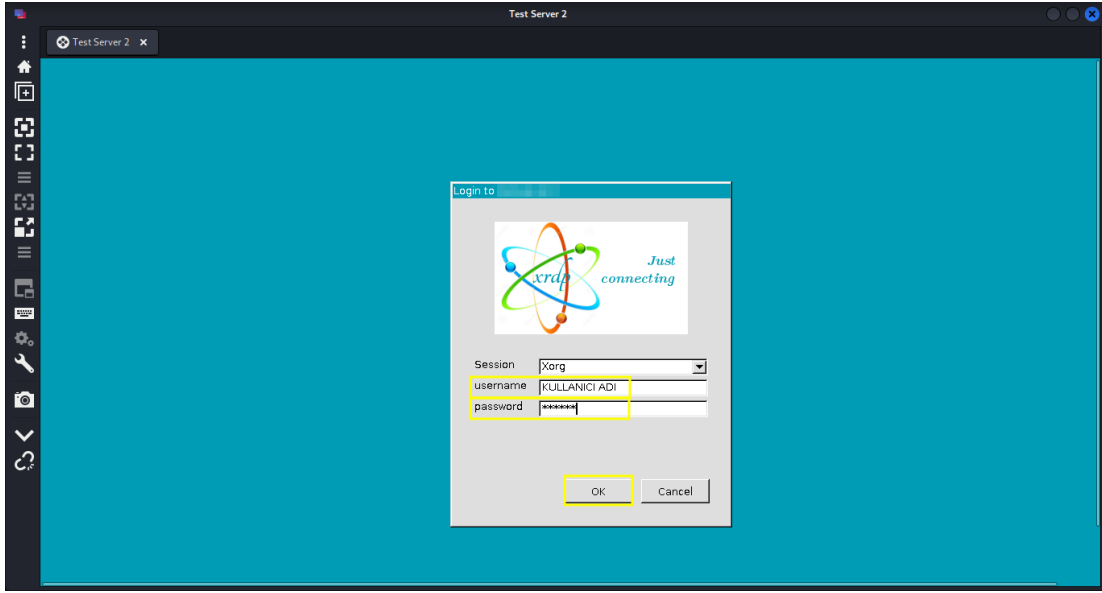 Test Server 2
Test Server 2
Login to
xrdp
Just
connecting
Session Xorg
username KULLANICI ADI
password ******
OK Cancel